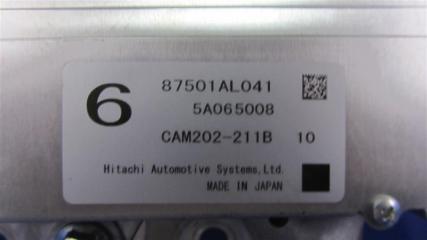 6
87501AL041
5A065008
CAM202-211B 10
Hitachi Automotive Systems,Ltd.
MADE IN JAPAN